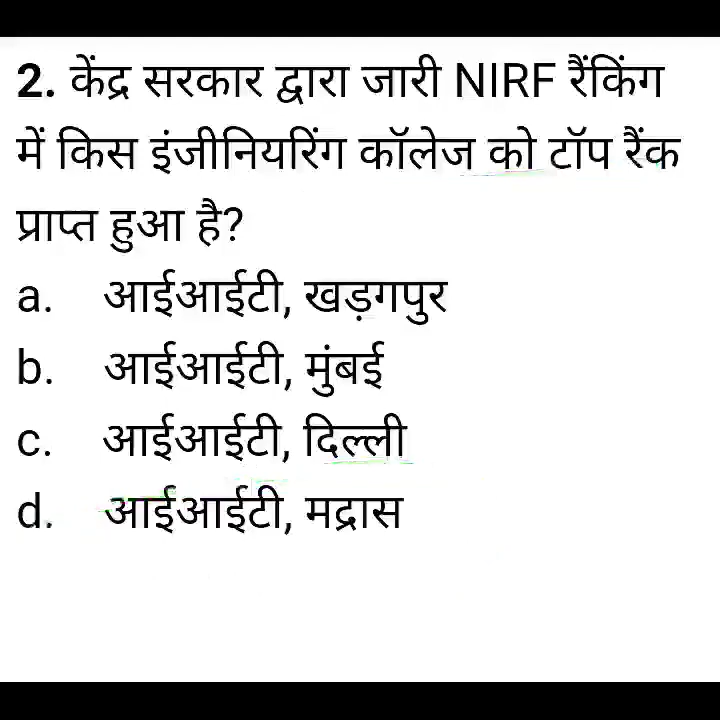 2. केंद्र सरकार द्वारा जारी NIRF रैंकिंग
में किस इंजीनियरिंग कॉलेज को टॉप रैंक
प्राप्त हुआ है?
a. आईआईटी, खड़गपुर
b. आईआईटी, मुंबई
c. आईआईटी, दिल्ली
d. आईआईटी, मद्रास